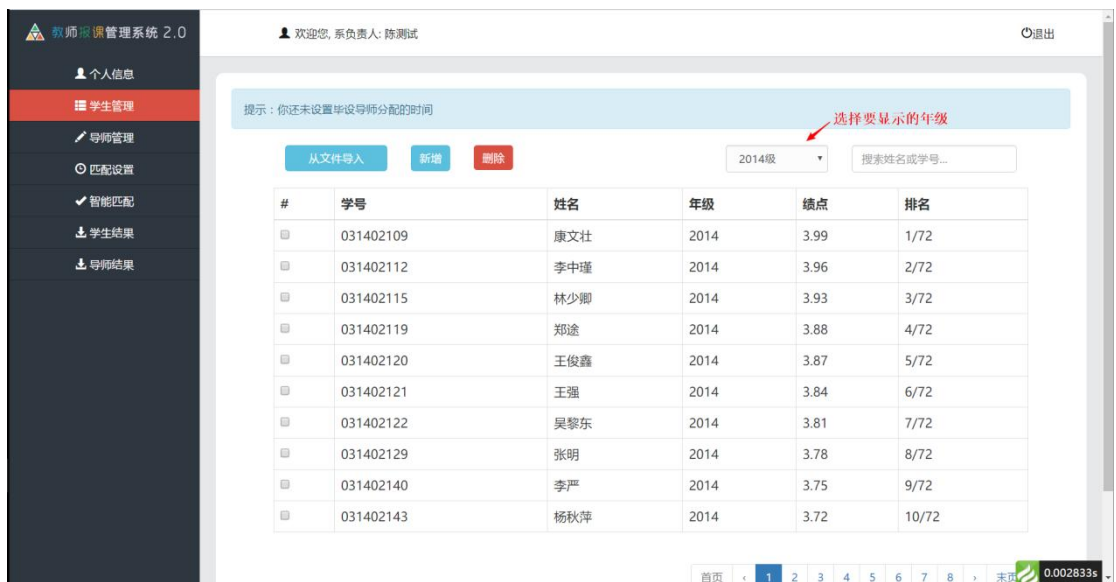 教师报课管理系统 2.0
欢迎您, 系负责人: 陈测试
退出
个人信息
学生管理
导师管理
匹配设置
智能匹配
学生结果
导师结果
提示：你还未设置毕设导师分配的时间
选择要显示的年级
从文件导入 新增 删除 2014级 搜索姓名或学号...
# 学号 姓名 年级 绩点 排名
031402109 康文壮 2014 3.99 1/72
031402112 李中瑾 2014 3.96 2/72
031402115 林少卿 2014 3.93 3/72
031402119 郑途 2014 3.88 4/72
031402120 王俊鑫 2014 3.87 5/72
031402121 王强 2014 3.84 6/72
031402122 吴黎东 2014 3.81 7/72
031402129 张明 2014 3.78 8/72
031402140 李严 2014 3.75 9/72
031402143 杨秋萍 2014 3.72 10/72
首页 ‹ 1 2 3 4 5 6 7 8 › 末页
0.002833s